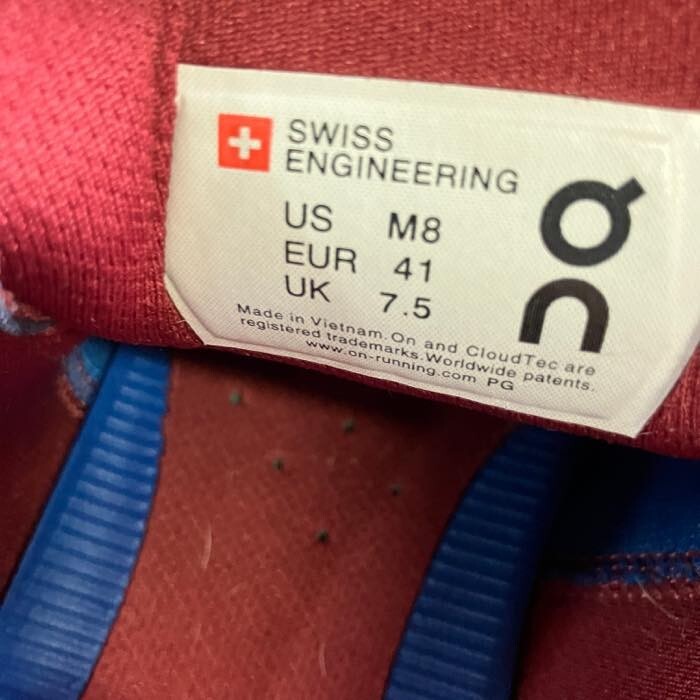 SWISS
ENGINEERING
US M8
EUR 41
UK 7.5
Made in Vietnam.On and CloudTec are
registered trademarks.Worldwide patents.
www.on-running.com PG
On